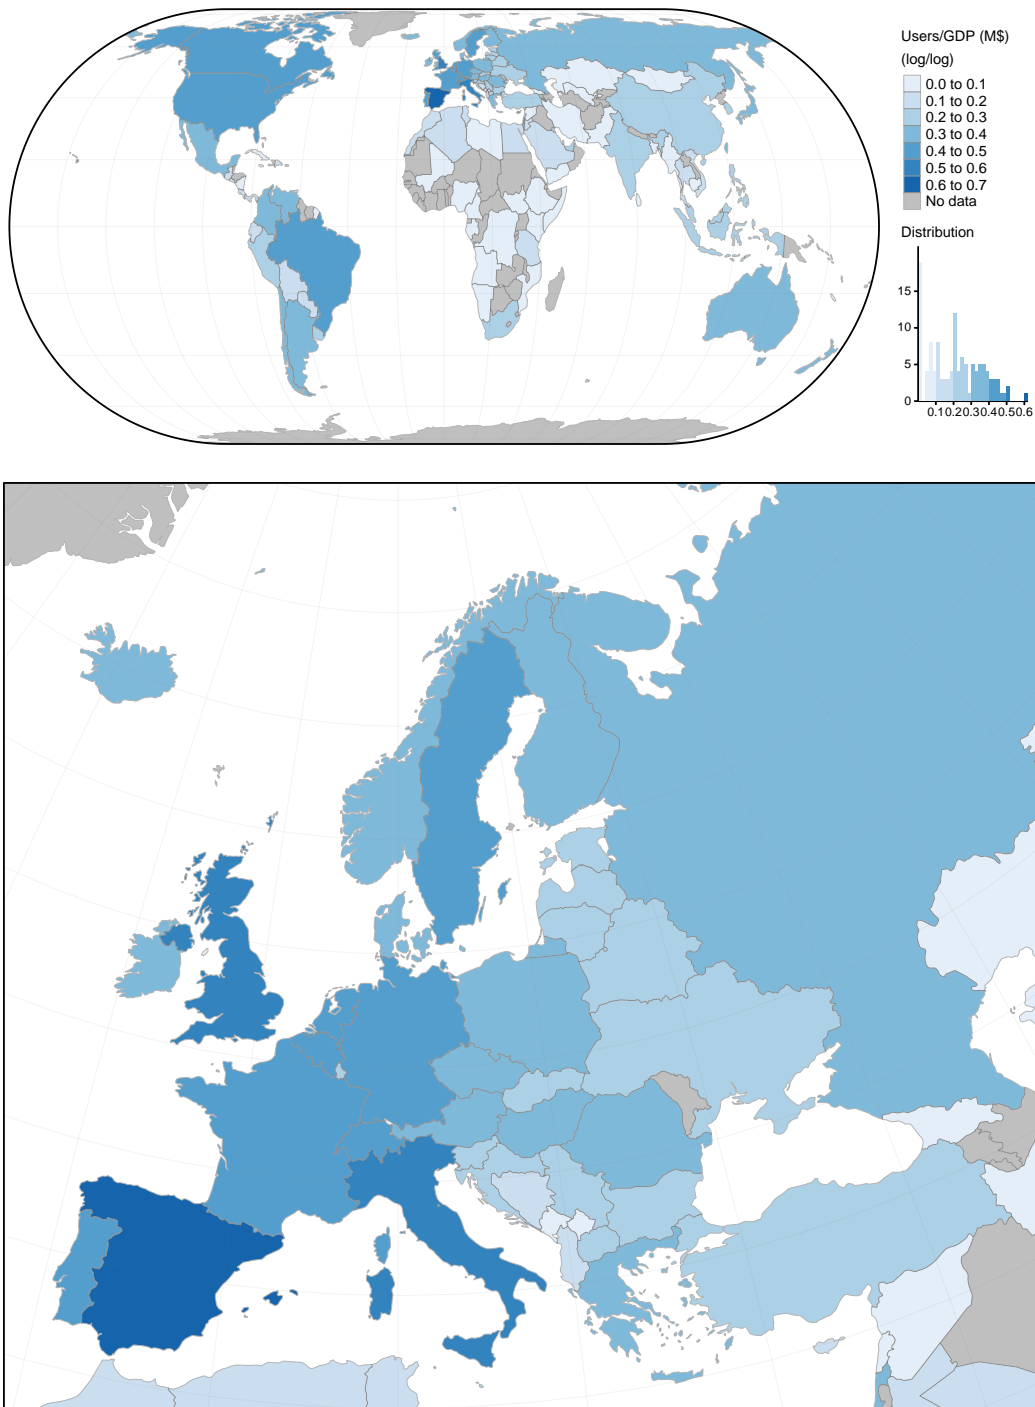 Users/GDP (M$)
(log/log)
0.0 to 0.1
0.1 to 0.2
0.2 to 0.3
0.3 to 0.4
0.4 to 0.5
0.5 to 0.6
0.6 to 0.7
No data
Distribution
15
10
5
0
0.10.20.30.40.50.6